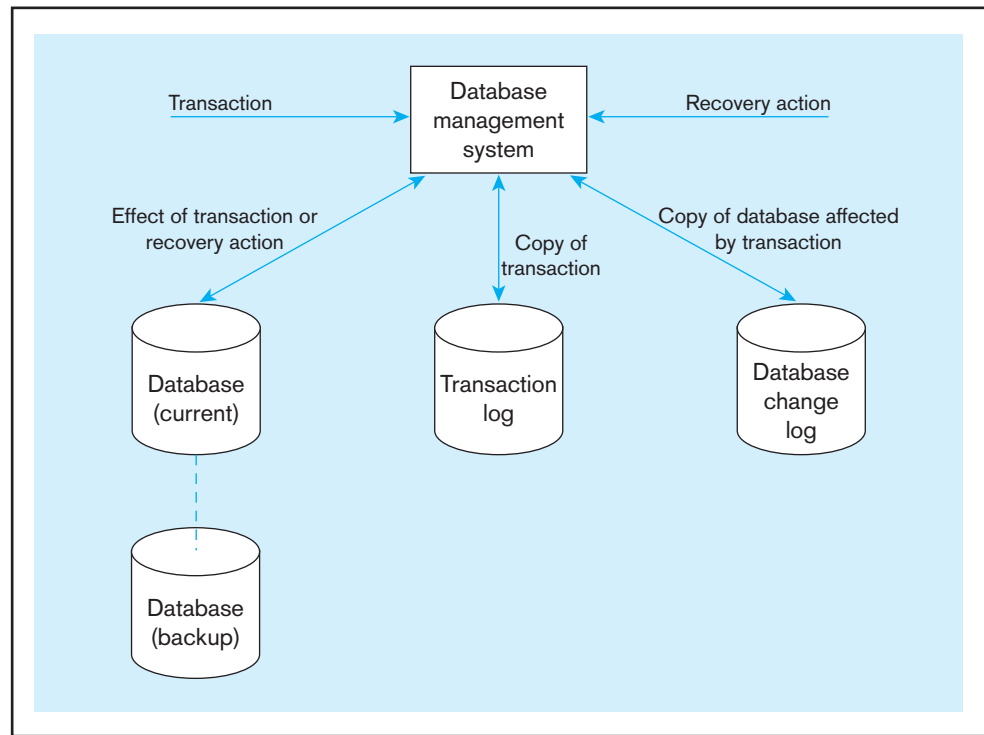 Transaction
Database
management
system
Recovery action
Effect of transaction or
recovery action
Copy of
transaction
Copy of database affected
by transaction
Database
(current)
Transaction
log
Database
change
log
Database
(backup)